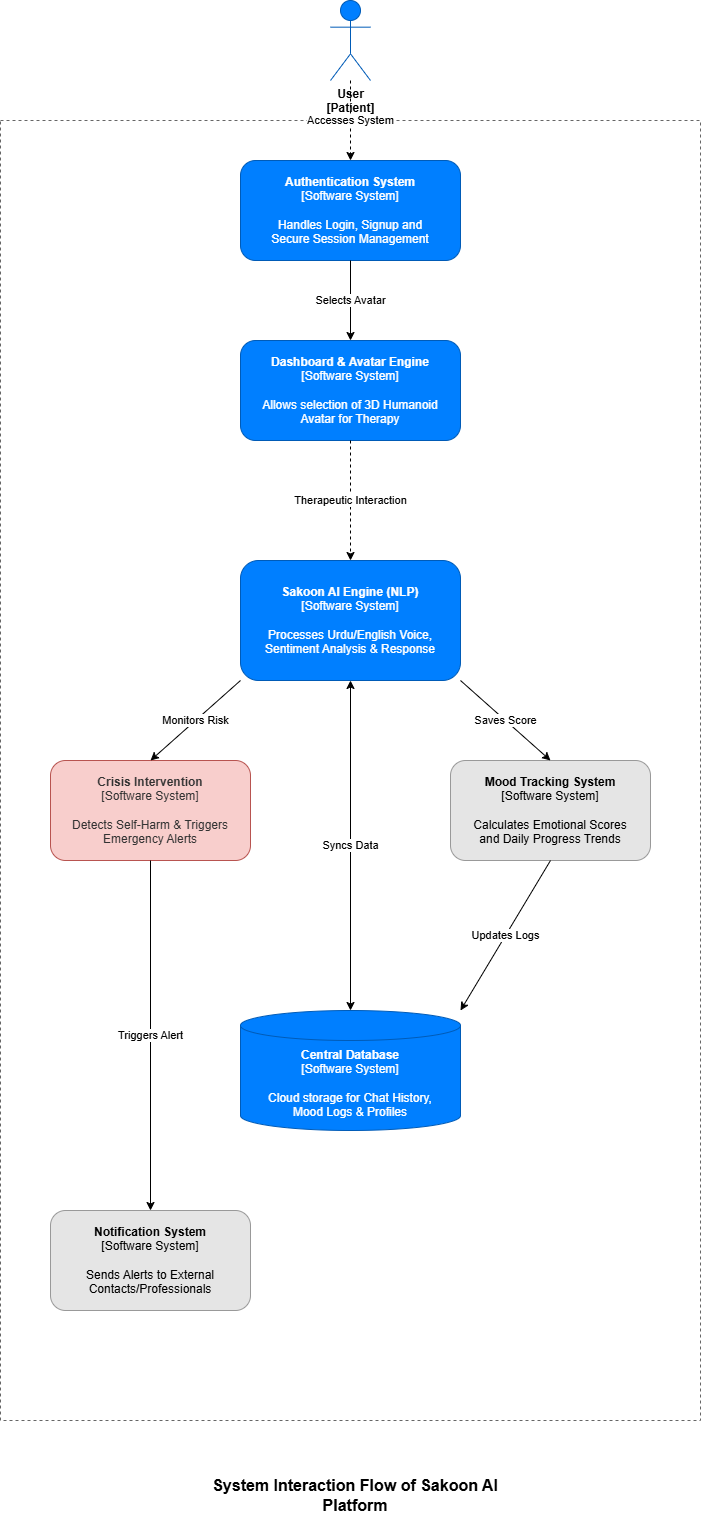 User
[Patient]
Accesses System
Authentication System
[Software System]
Handles Login, Signup and
Secure Session Management
Selects Avatar
Dashboard & Avatar Engine
[Software System]
Allows selection of 3D Humanoid
Avatar for Therapy
Therapeutic Interaction
Sakoon AI Engine (NLP)
[Software System]
Processes Urdu/English Voice,
Sentiment Analysis & Response
Monitors Risk
Saves Score
Crisis Intervention
[Software System]
Detects Self-Harm & Triggers
Emergency Alerts
Mood Tracking System
[Software System]
Calculates Emotional Scores
and Daily Progress Trends
Syncs Data
Updates Logs
Triggers Alert
Central Database
[Software System]
Cloud storage for Chat History,
Mood Logs & Profiles
Notification System
[Software System]
Sends Alerts to External
Contacts/Professionals
System Interaction Flow of Sakoon AI
Platform